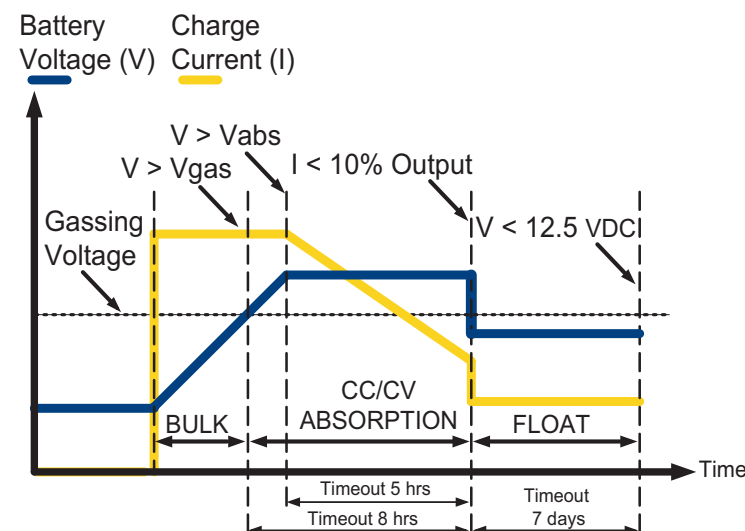 Battery
Voltage (V)
Charge
Current (I)
V > Vabs
V > Vgas
I < 10% Output
Gassing
Voltage
V < 12.5 VDC
BULK
CC/CV
ABSORPTION
FLOAT
Time
Timeout 5 hrs
Timeout 8 hrs
Timeout
7 days